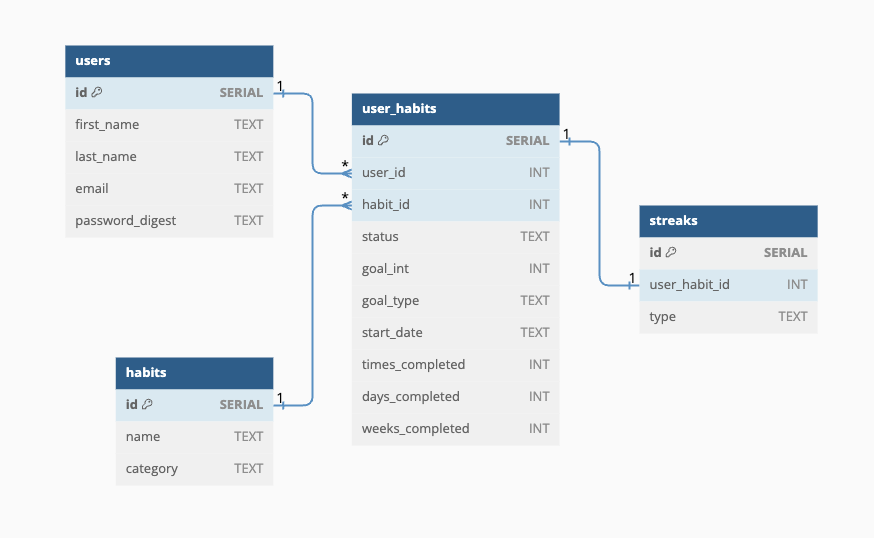 users
id SERIAL
first_name TEXT
last_name TEXT
email TEXT
password_digest TEXT
1
*
user_habits
id SERIAL
user_id INT
habit_id INT
status TEXT
goal_int INT
goal_type TEXT
start_date TEXT
times_completed INT
days_completed INT
weeks_completed INT
1
*
habits
id SERIAL
name TEXT
category TEXT
1
streaks
id SERIAL
user_habit_id INT
type TEXT
1